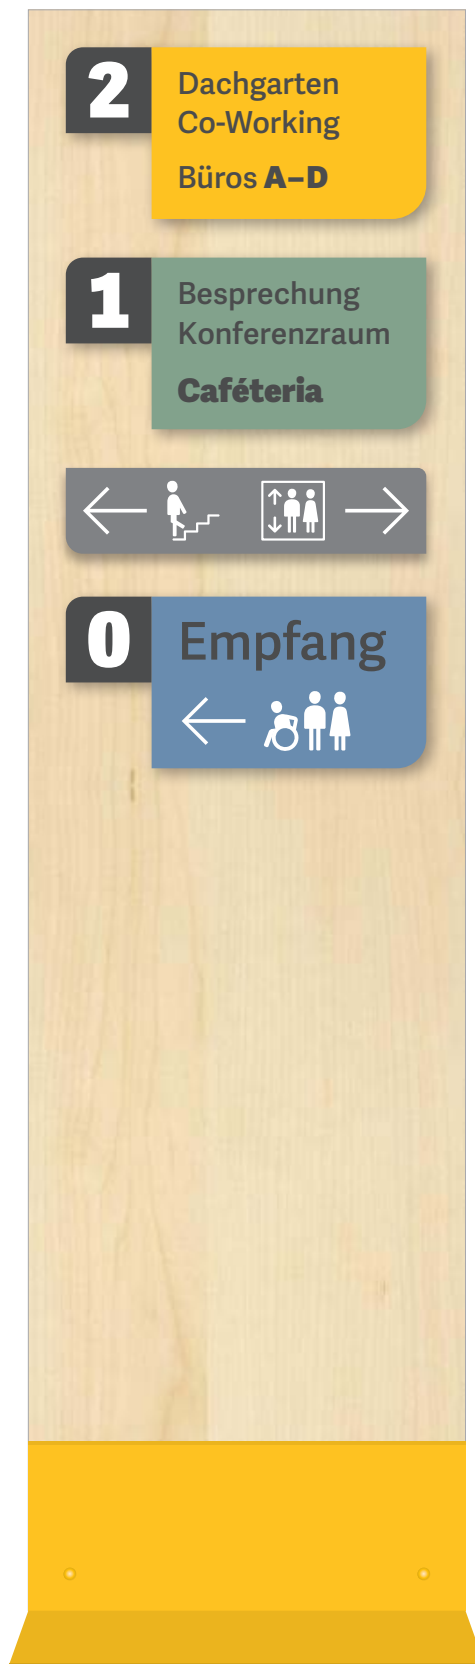 2
Dachgarten
Co-Working
Büros A–D
1
Besprechung
Konferenzraum
Caféteria
0
Empfang